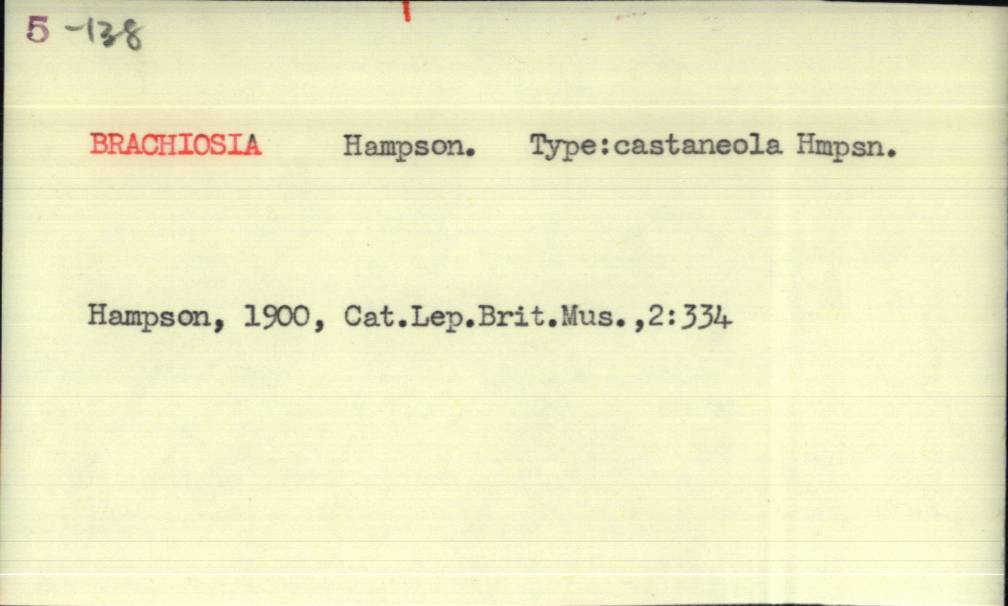 5 -138
BRACHIOSIA Hampson. Type:castaneola Hmpsn.
Hampson, 1900, Cat.Lep.Brit.Mus.,2:334